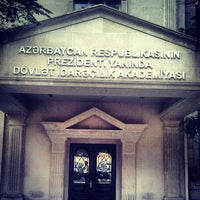 AZƏRBAYCAN RESPUBLİKASININ
PREZİDENTİ YANINDA
DÖVLƏT İDARƏÇİLİK AKADEMİYASI